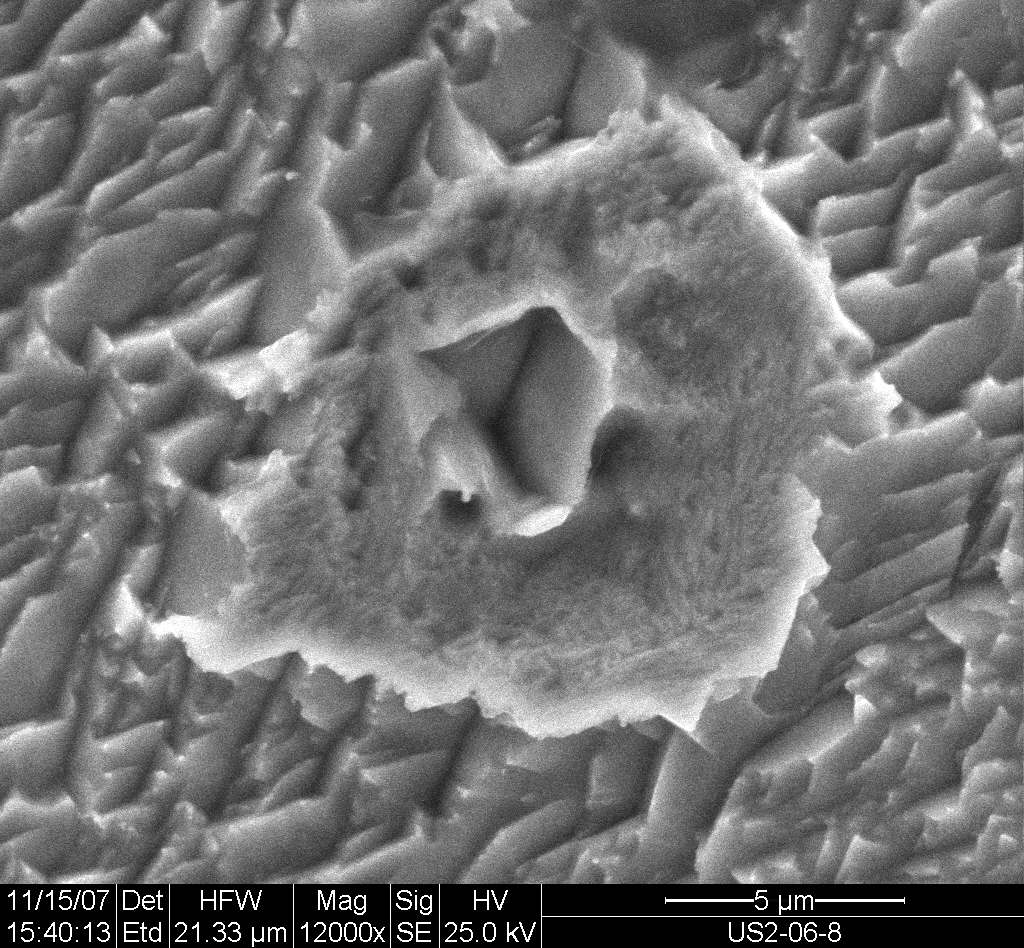 11/15/07 Det HFW Mag Sig HV 5 µm
15:40:13 Etd 21.33 µm 12000x SE 25.0 kV US2-06-8